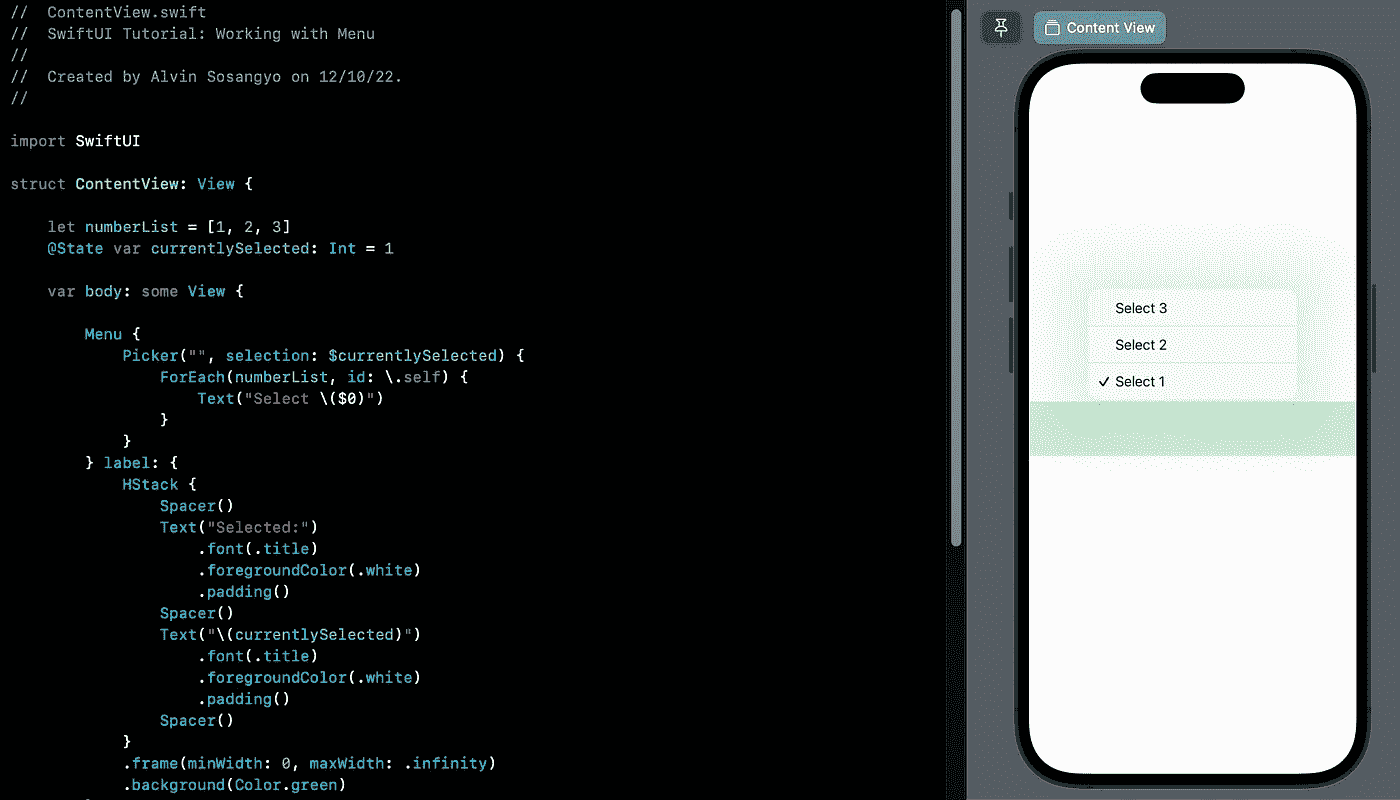 //  ContentView.swift
//  SwiftUI Tutorial: Working with Menu
//
//  Created by Alvin Sosangyo on 12/10/22.
//
import SwiftUI
struct ContentView: View {
    let numberList = [1, 2, 3]
    @State var currentlySelected: Int = 1
    var body: some View {
        Menu {
            Picker("", selection: $currentlySelected) {
                ForEach(numberList, id: \.self) {
                    Text("Select \($0)")
                }
            }
        } label: {
            HStack {
                Spacer()
                Text("Selected:")
                    .font(.title)
                    .foregroundColor(.white)
                    .padding()
                Spacer()
                Text("\(currentlySelected)")
                    .font(.title)
                    .foregroundColor(.white)
                    .padding()
                Spacer()
            }
            .frame(minWidth: 0, maxWidth: .infinity)
            .background(Color.green)
Content View
Select 3
Select 2
✓ Select 1